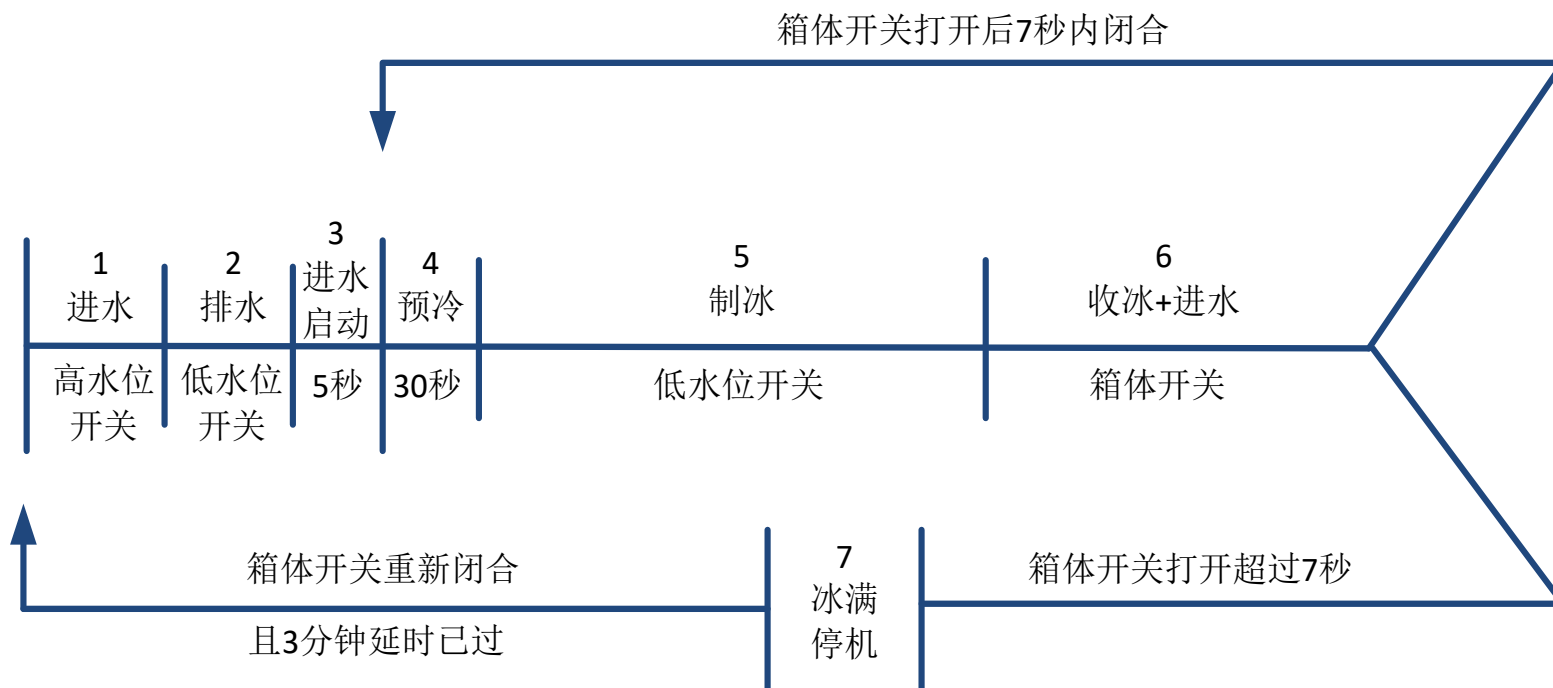 箱体开关打开后7秒内闭合
1
进水
2
排水
3
进水
启动
4
预冷
5
制冰
6
收冰+进水
高水位
开关
低水位
开关
5秒
30秒
低水位开关
箱体开关
箱体开关重新闭合
且3分钟延时已过
7
冰满
停机
箱体开关打开超过7秒